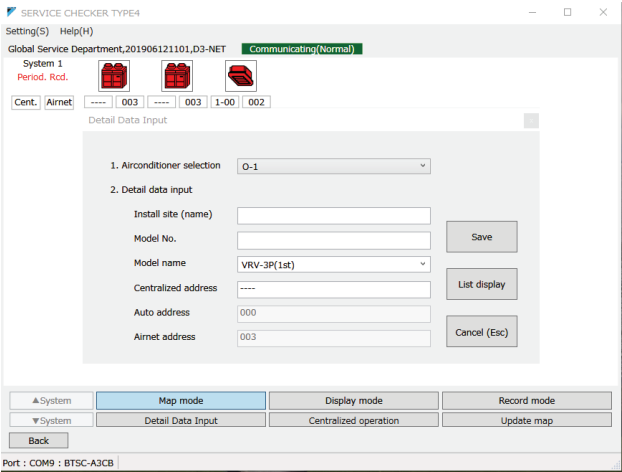 SERVICE CHECKER TYPE4
Setting(S) Help(H)
Global Service Department,201906121101,D3-NET Communicating(Normal)
System 1
Period. Rcd.
Cent. Airnet ---- 003 ---- 003 1-00 002
Detail Data Input
1. Airconditioner selection O-1
2. Detail data input
Install site (name)
Model No. Save
Model name VRV-3P(1st)
Centralized address ---- List display
Auto address 000
Airnet address 003 Cancel (Esc)
▲System Map mode Display mode Record mode
▼System Detail Data Input Centralized operation Update map
Back
Port : COM9 : BTSC-A3CB